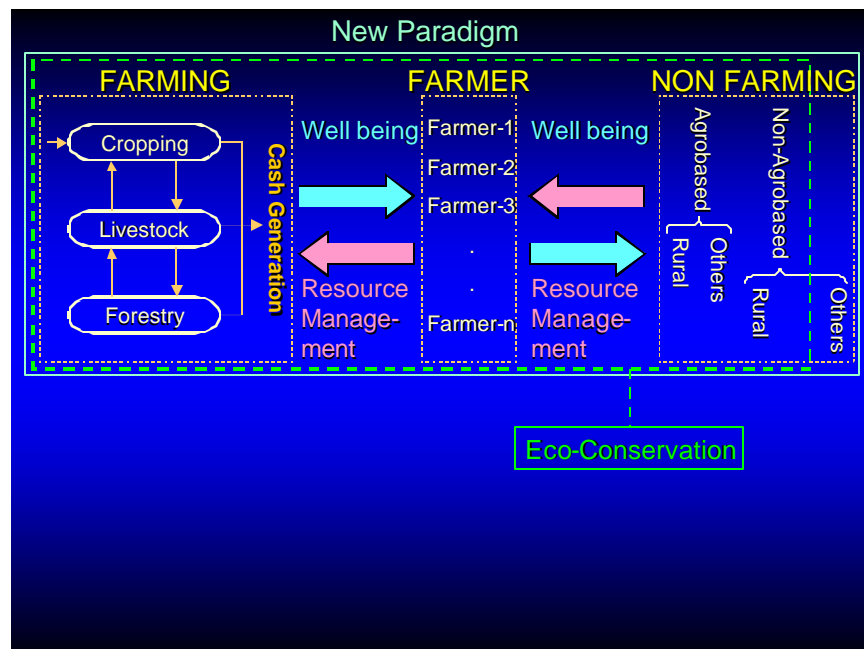 New Paradigm
FARMING
FARMER
NON FARMING
Cropping
Livestock
Forestry
Cash Generation
Well being
Resource
Manage-
ment
Farmer-1
Farmer-2
Farmer-3
.
.
Farmer-n
Well being
Resource
Manage-
ment
Agrobased
Rural
Others
Non-Agrobased
Rural
Others
Eco-Conservation